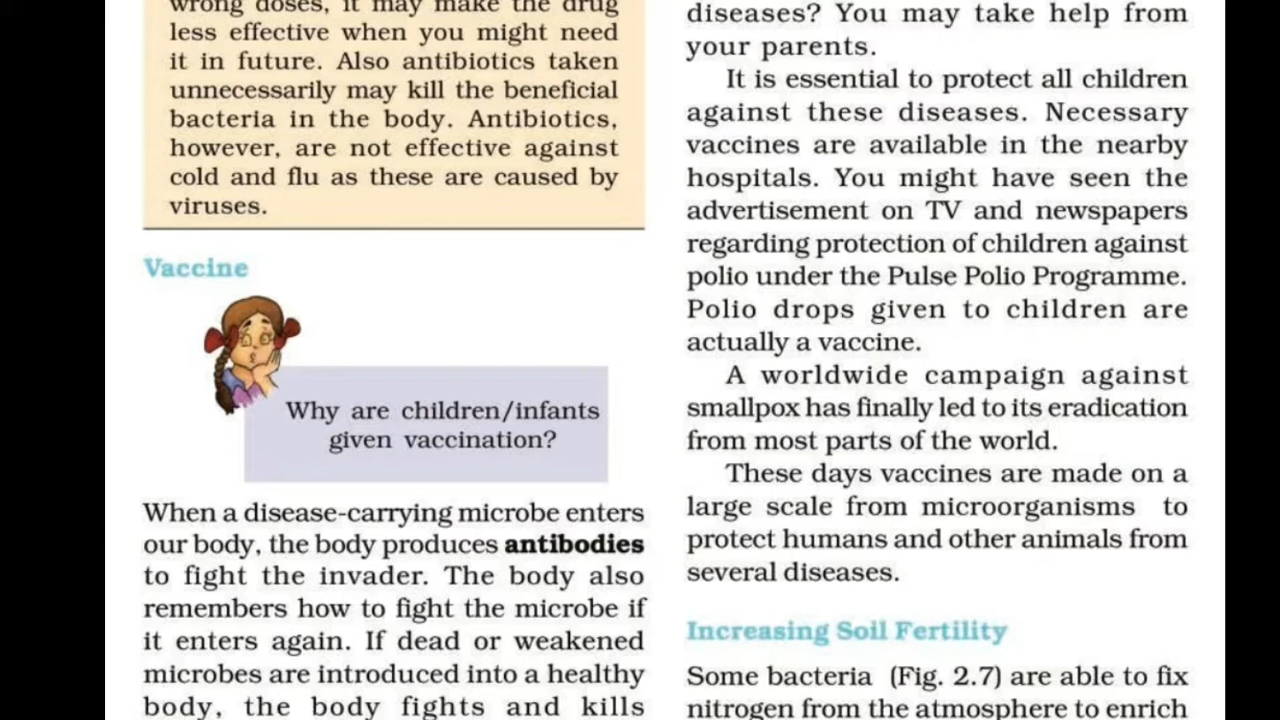 wrong doses, it may make the drug
less effective when you might need
it in future. Also antibiotics taken
unnecessarily may kill the beneficial
bacteria in the body. Antibiotics,
however, are not effective against
cold and flu as these are caused by
viruses.
Vaccine
Why are children/infants
given vaccination?
When a disease-carrying microbe enters
our body, the body produces antibodies
to fight the invader. The body also
remembers how to fight the microbe if
it enters again. If dead or weakened
microbes are introduced into a healthy
body, the body fights and kills
diseases? You may take help from
your parents.
It is essential to protect all children
against these diseases. Necessary
vaccines are available in the nearby
hospitals. You might have seen the
advertisement on TV and newspapers
regarding protection of children against
polio under the Pulse Polio Programme.
Polio drops given to children are
actually a vaccine.
A worldwide campaign against
smallpox has finally led to its eradication
from most parts of the world.
These days vaccines are made on a
large scale from microorganisms to
protect humans and other animals from
several diseases.
Increasing Soil Fertility
Some bacteria (Fig. 2.7) are able to fix
nitrogen from the atmosphere to enrich